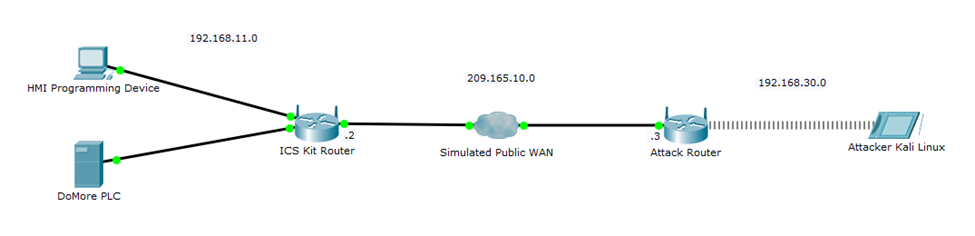 192.168.11.0
209.165.10.0
192.168.30.0
HMI Programming Device
.2
ICS Kit Router
Simulated Public WAN
.3
Attack Router
Attacker Kali Linux
DoMore PLC